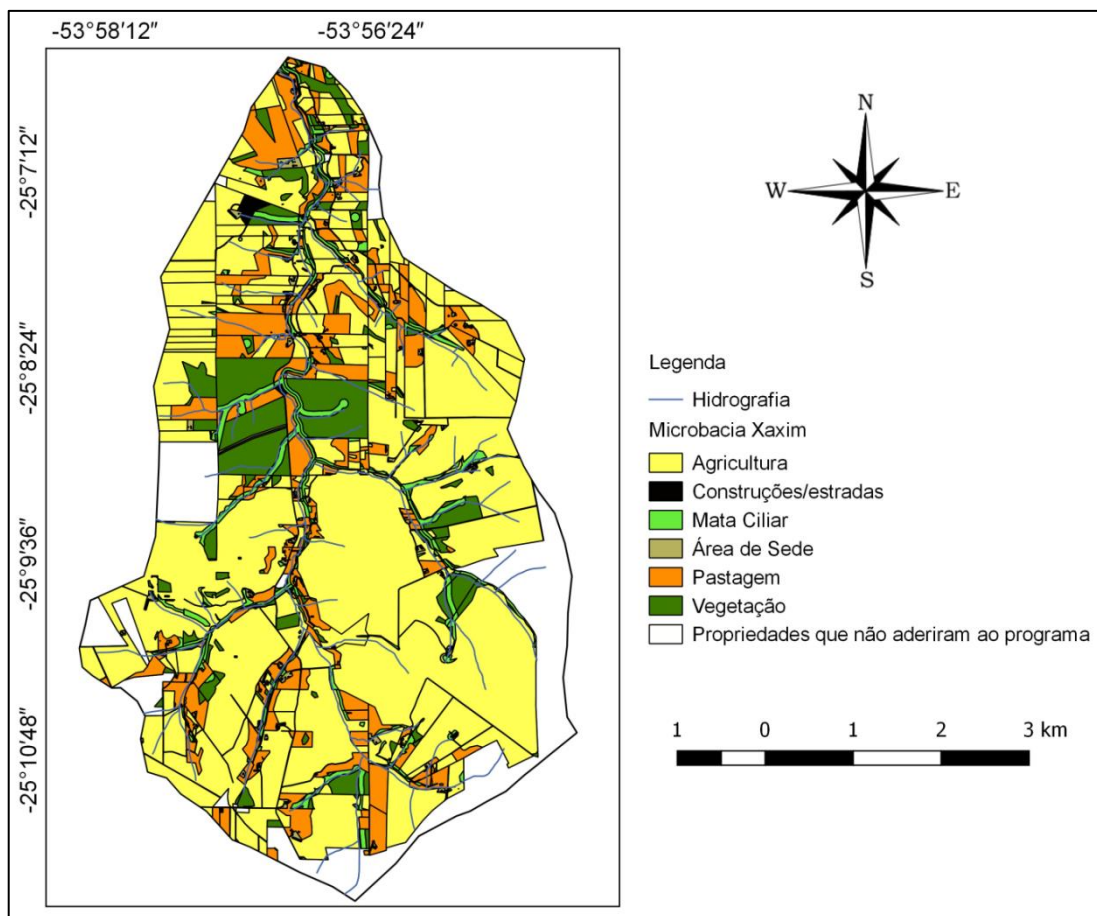 -53°58'12″ -53°56'24″
-25°7'12″
-25°8'24″
-25°9'36″
-25°10'48″
N
W E
S
Legenda
Hidrografia
Microbacia Xaxim
Agricultura
Construções/estradas
Mata Ciliar
Área de Sede
Pastagem
Vegetação
Propriedades que não aderiram ao programa
1 0 1 2 3 km